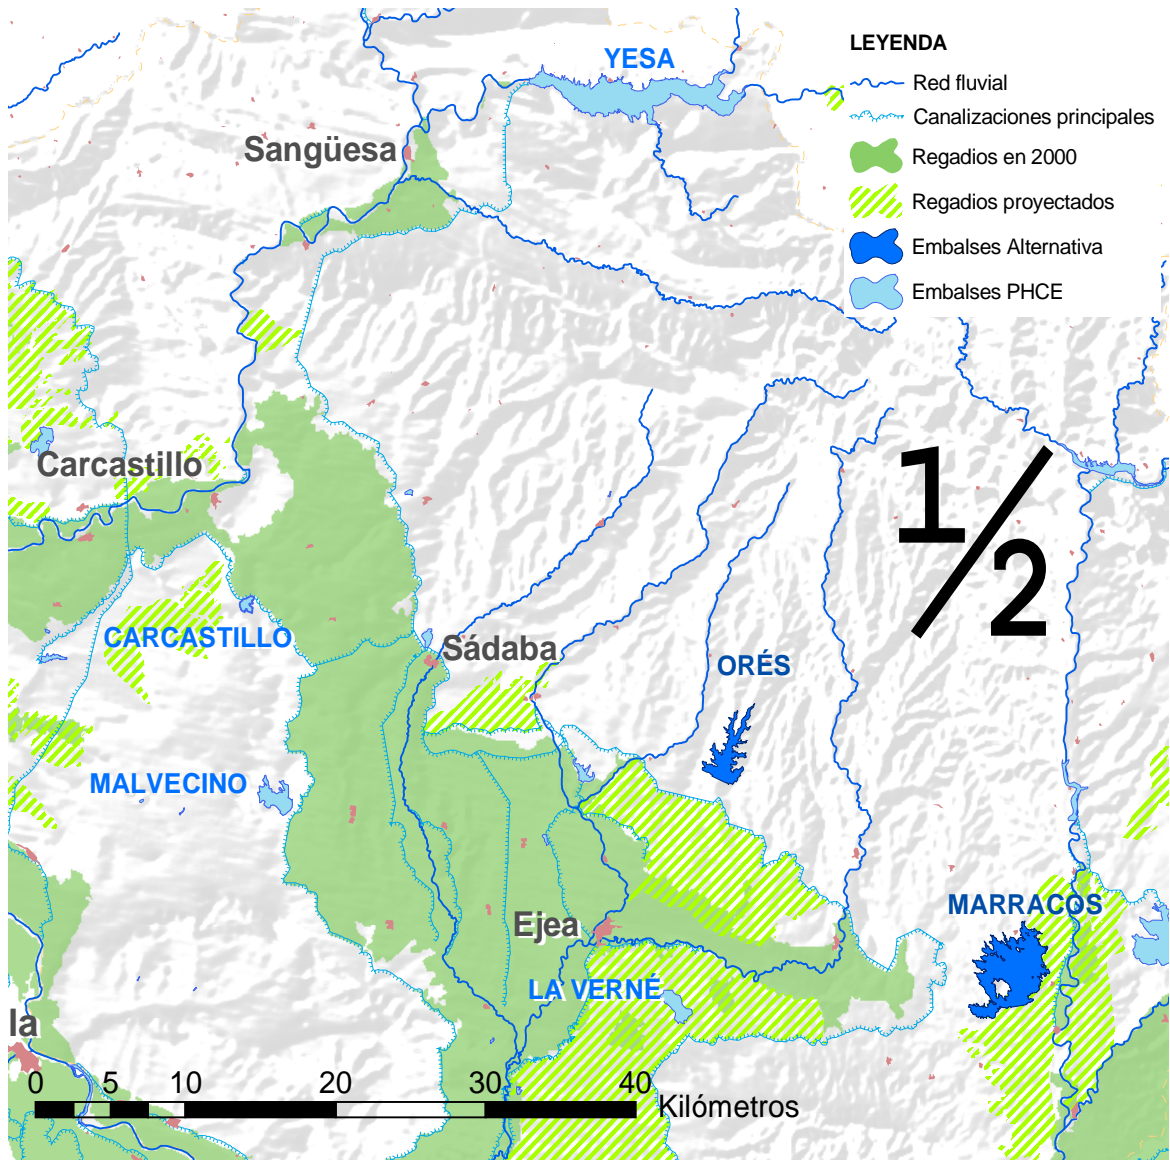 LEYENDA
YESA
Red fluvial
Canalizaciones principales
Sangüesa
Regadios en 2000
Regadios proyectados
Embalses Alternativa
Embalses PHCE
Carcastillo
1/2
CARCASTILLO
Sádaba
ORÉS
MALVECINO
MARRACOS
Ejea
LA VERNÉ
la
0 5 10 20 30 40
Kilómetros